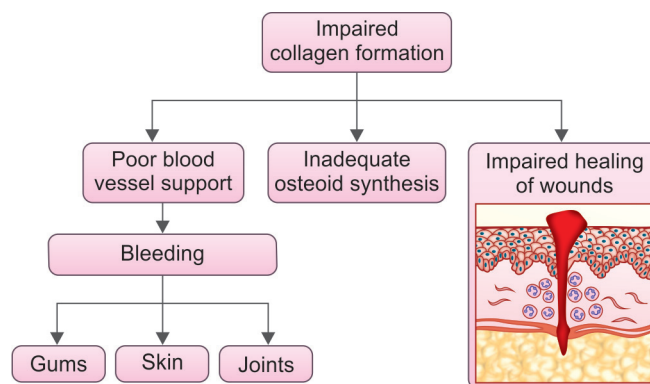 Impaired
collagen formation
Poor blood
vessel support
Inadequate
osteoid synthesis
Impaired healing
of wounds
Bleeding
Gums
Skin
Joints